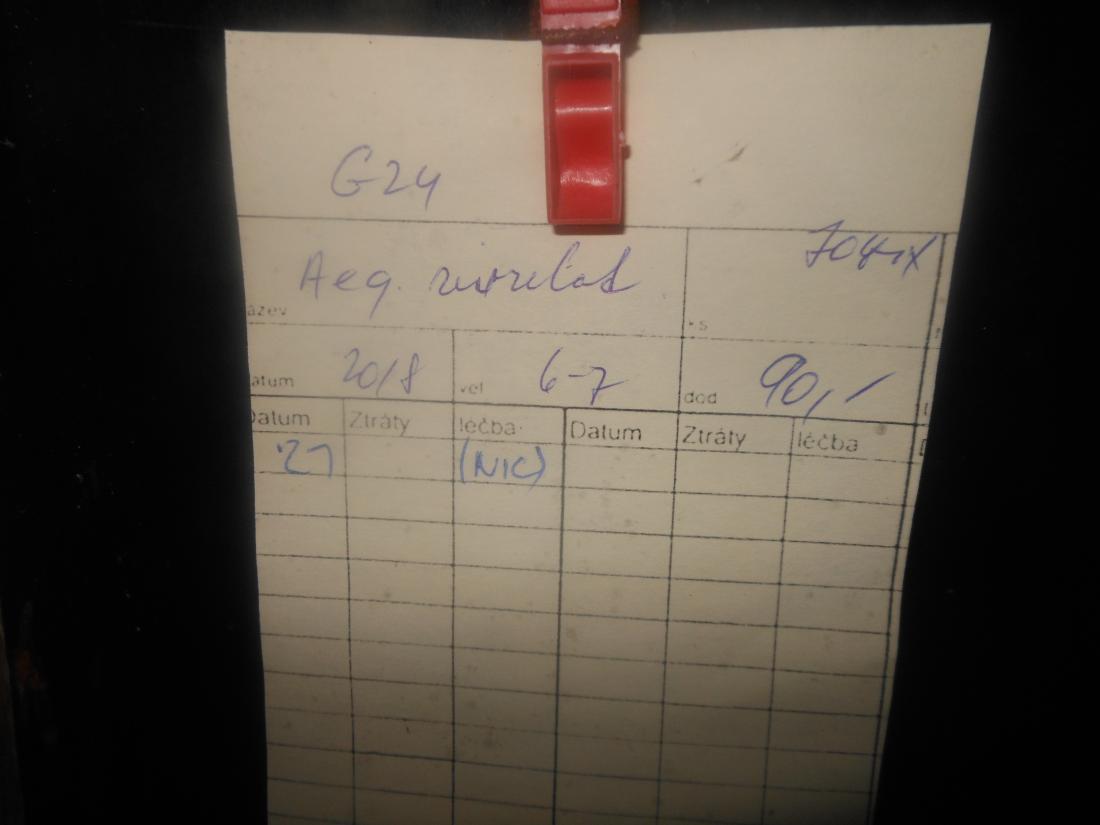 G24
Aeq. rivulat
ázev
ks
atum 20/8 vel 6-7 dod 90,-
Datum Ztráty léčba Datum Ztráty léčba
27 (NIC)